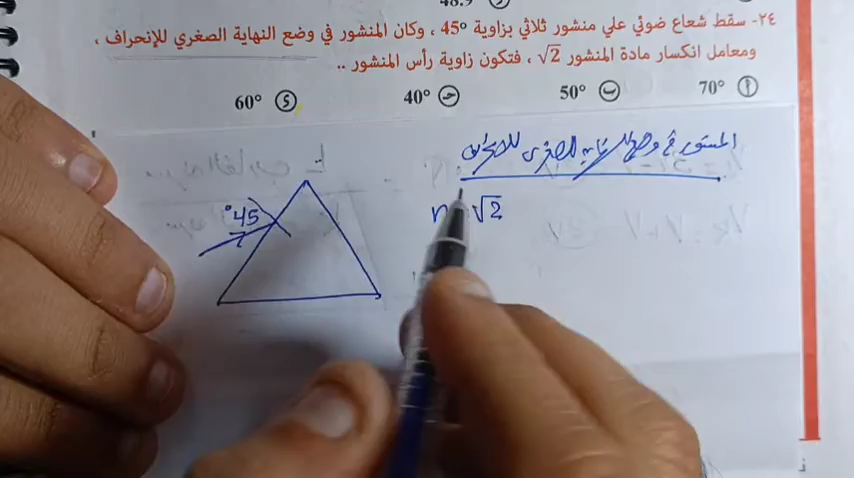 ٢٤- سقط شعاع ضوئي علي منشور ثلاثي بزاوية 45° ، وكان المنشور في وضع النهاية الصغري للإنحراف ،
ومعامل انكسار مادة المنشور √2 ، فتكون زاوية رأس المنشور ..
أ 70° ب 50° جـ 40° د 60°
المنشور في وضع النهاية الصغرى للانحراف
45°
n √2